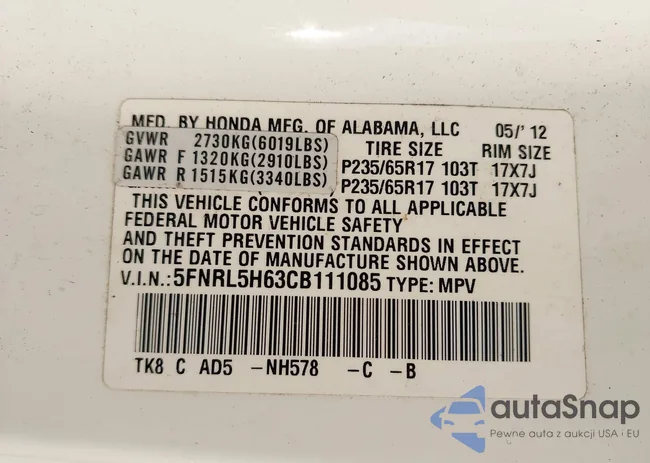 MFD. BY HONDA MFG. OF ALABAMA, LLC 05/' 12
GVWR 2730KG(6019LBS) TIRE SIZE RIM SIZE
GAWR F 1320KG(2910LBS) P235/65R17 103T 17X7J
GAWR R 1515KG(3340LBS) P235/65R17 103T 17X7J
THIS VEHICLE CONFORMS TO ALL APPLICABLE
FEDERAL MOTOR VEHICLE SAFETY
AND THEFT PREVENTION STANDARDS IN EFFECT
ON THE DATE OF MANUFACTURE SHOWN ABOVE.
V.I.N.: 5FNRL5H63CB111085 TYPE: MPV
TK8 C AD5 -NH578 -C -B
autoSnap
Pewne auta z aukcji USA i EU